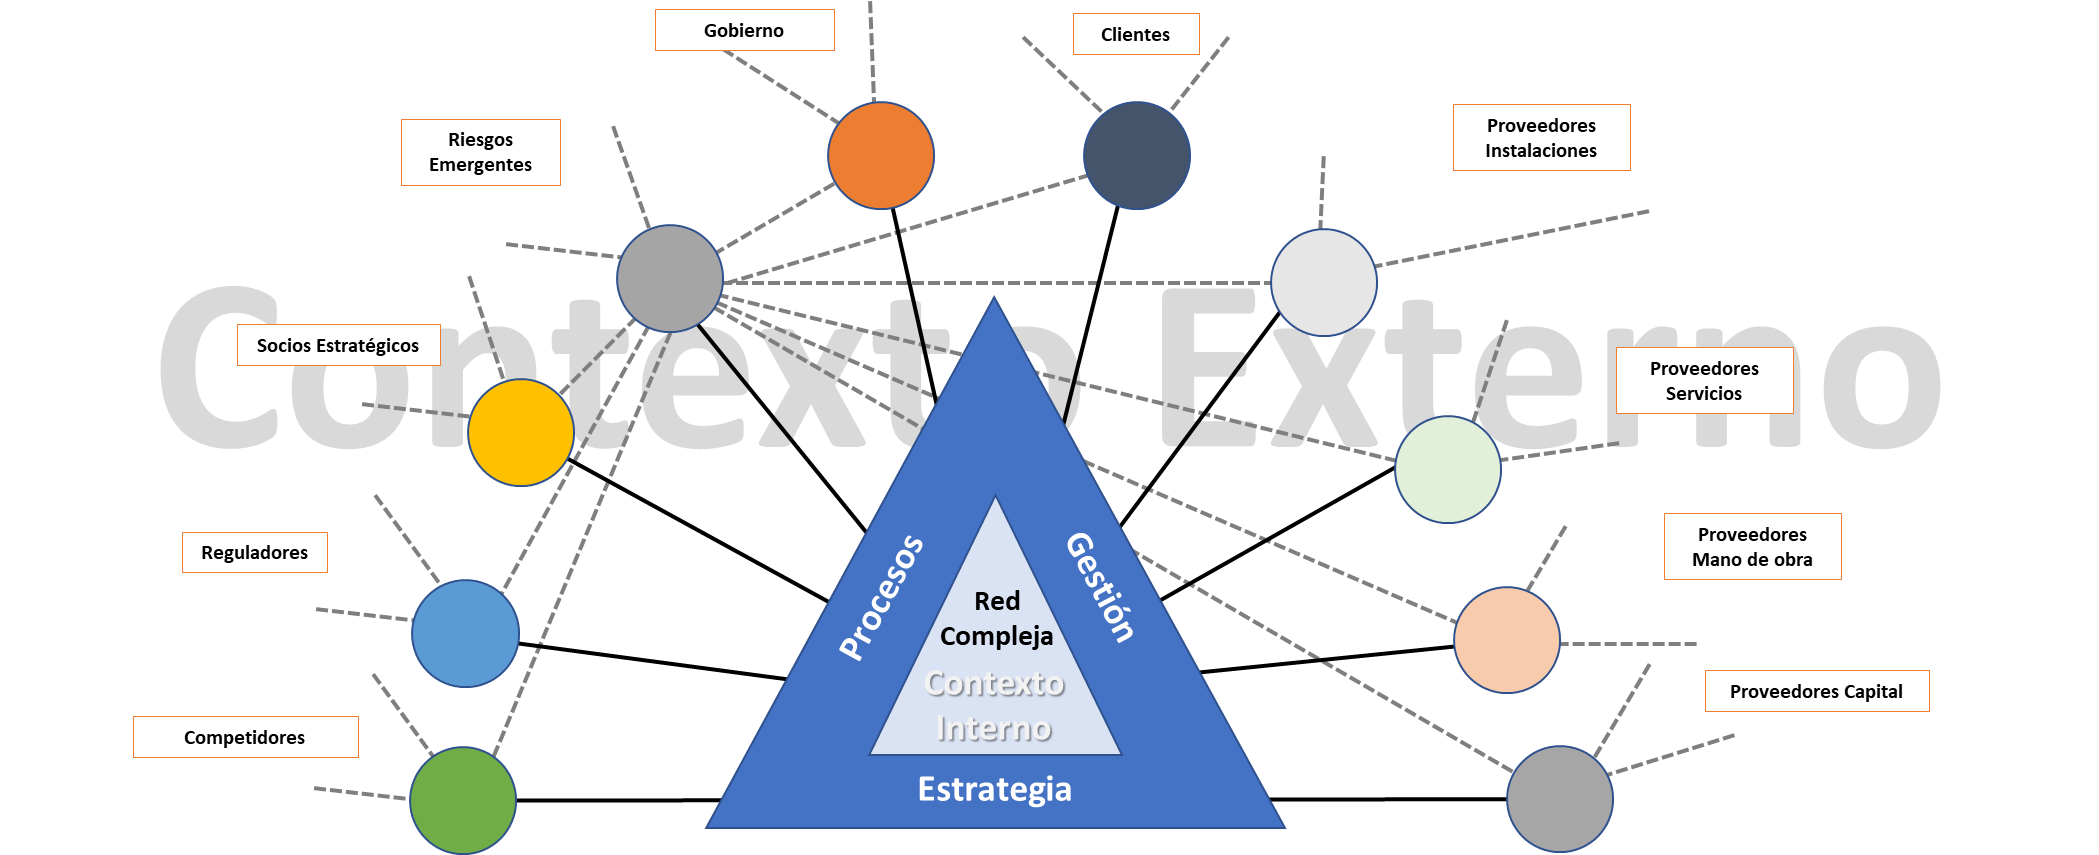 Gobierno
Clientes
Riesgos
Emergentes
Proveedores
Instalaciones
Contexto Externo
Socios Estratégicos
Proveedores
Servicios
Reguladores
Proveedores
Mano de obra
Procesos
Gestión
Red
Compleja
Contexto
Interno
Estrategia
Proveedores Capital
Competidores